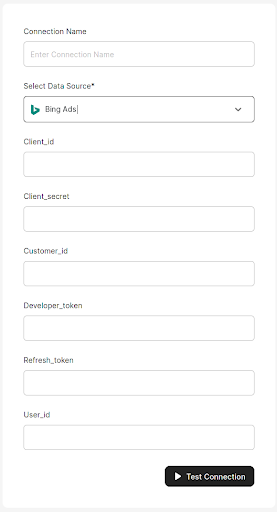 Connection Name
Enter Connection Name
Select Data Source*
Bing Ads
Client_id
Client_secret
Customer_id
Developer_token
Refresh_token
User_id
Test Connection